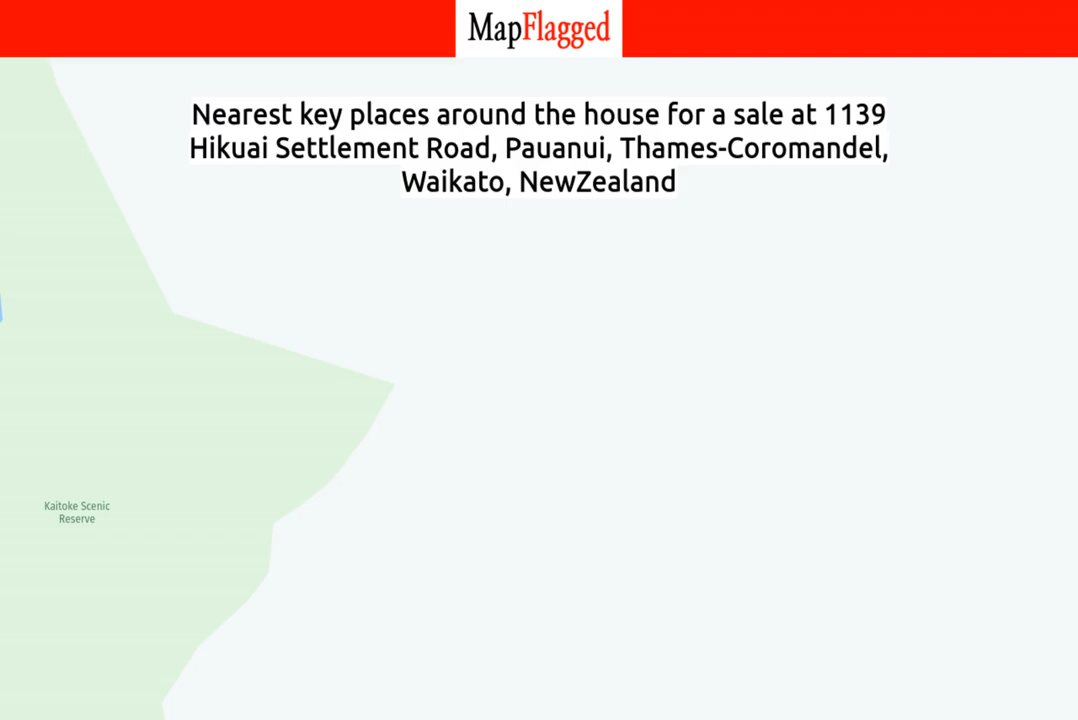 MapFlagged
Nearest key places around the house for a sale at 1139
Hikuai Settlement Road, Pauanui, Thames-Coromandel,
Waikato, NewZealand
Kaitoke Scenic
Reserve